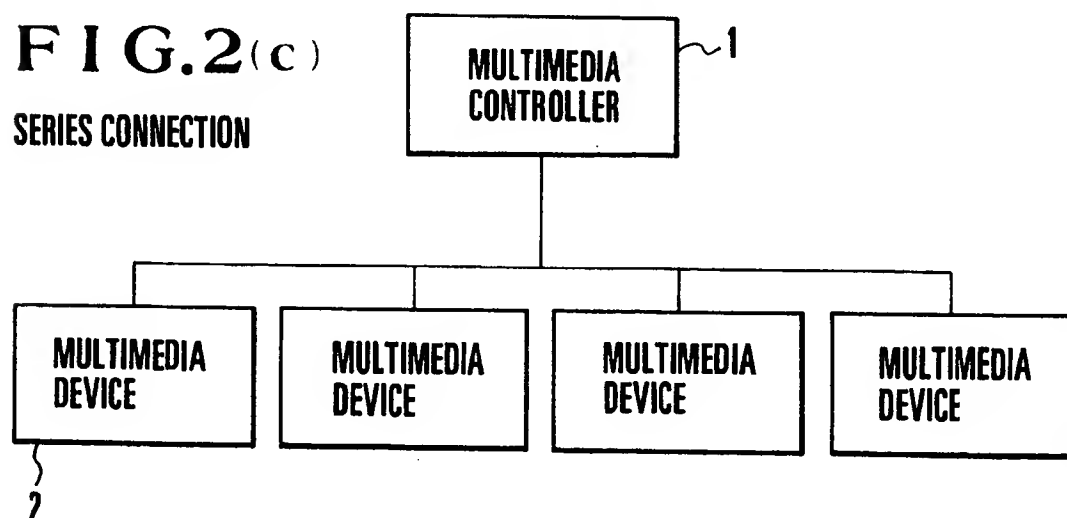 FIG.2(c)
SERIES CONNECTION
MULTIMEDIA
CONTROLLER
1
MULTIMEDIA
DEVICE
MULTIMEDIA
DEVICE
MULTIMEDIA
DEVICE
MULTIMEDIA
DEVICE
2